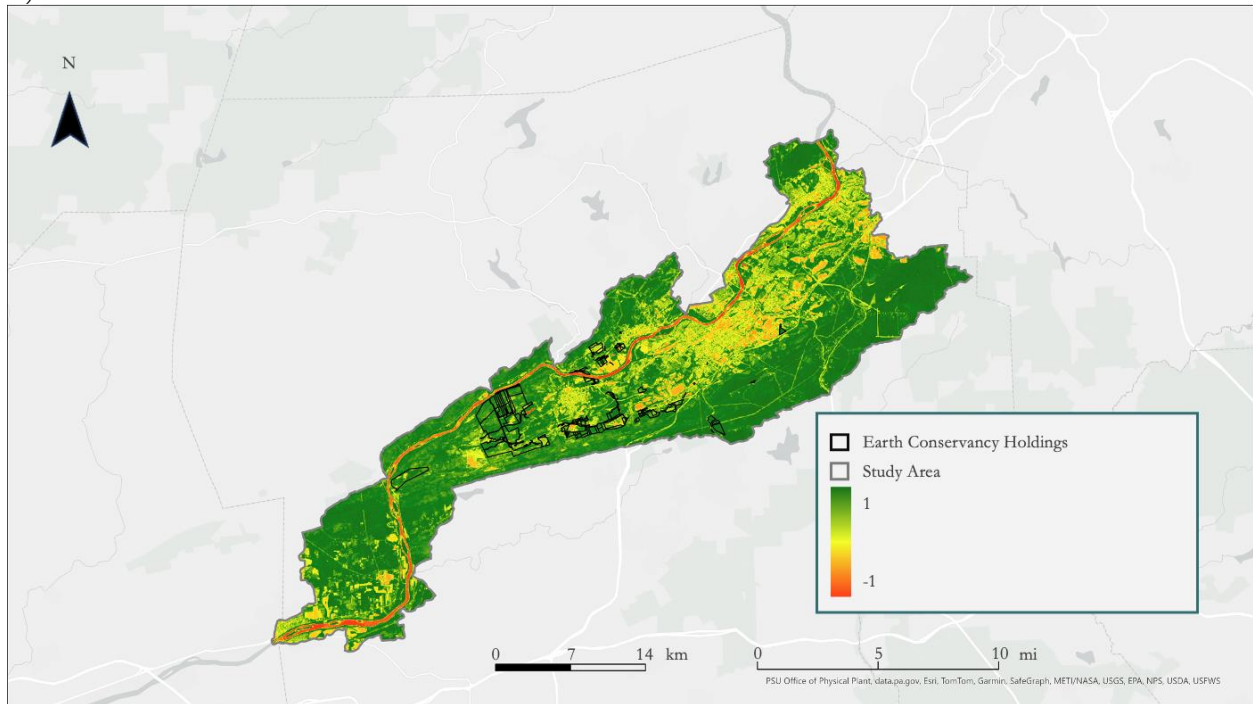 N
Earth Conservancy Holdings
Study Area
1
-1
0 7 14 km
0 5 10 mi
PSU Office of Physical Plant, data.pa.gov, Esri, TomTom, Garmin, SafeGraph, METI/NASA, USGS, EPA, NPS, USDA, USFWS